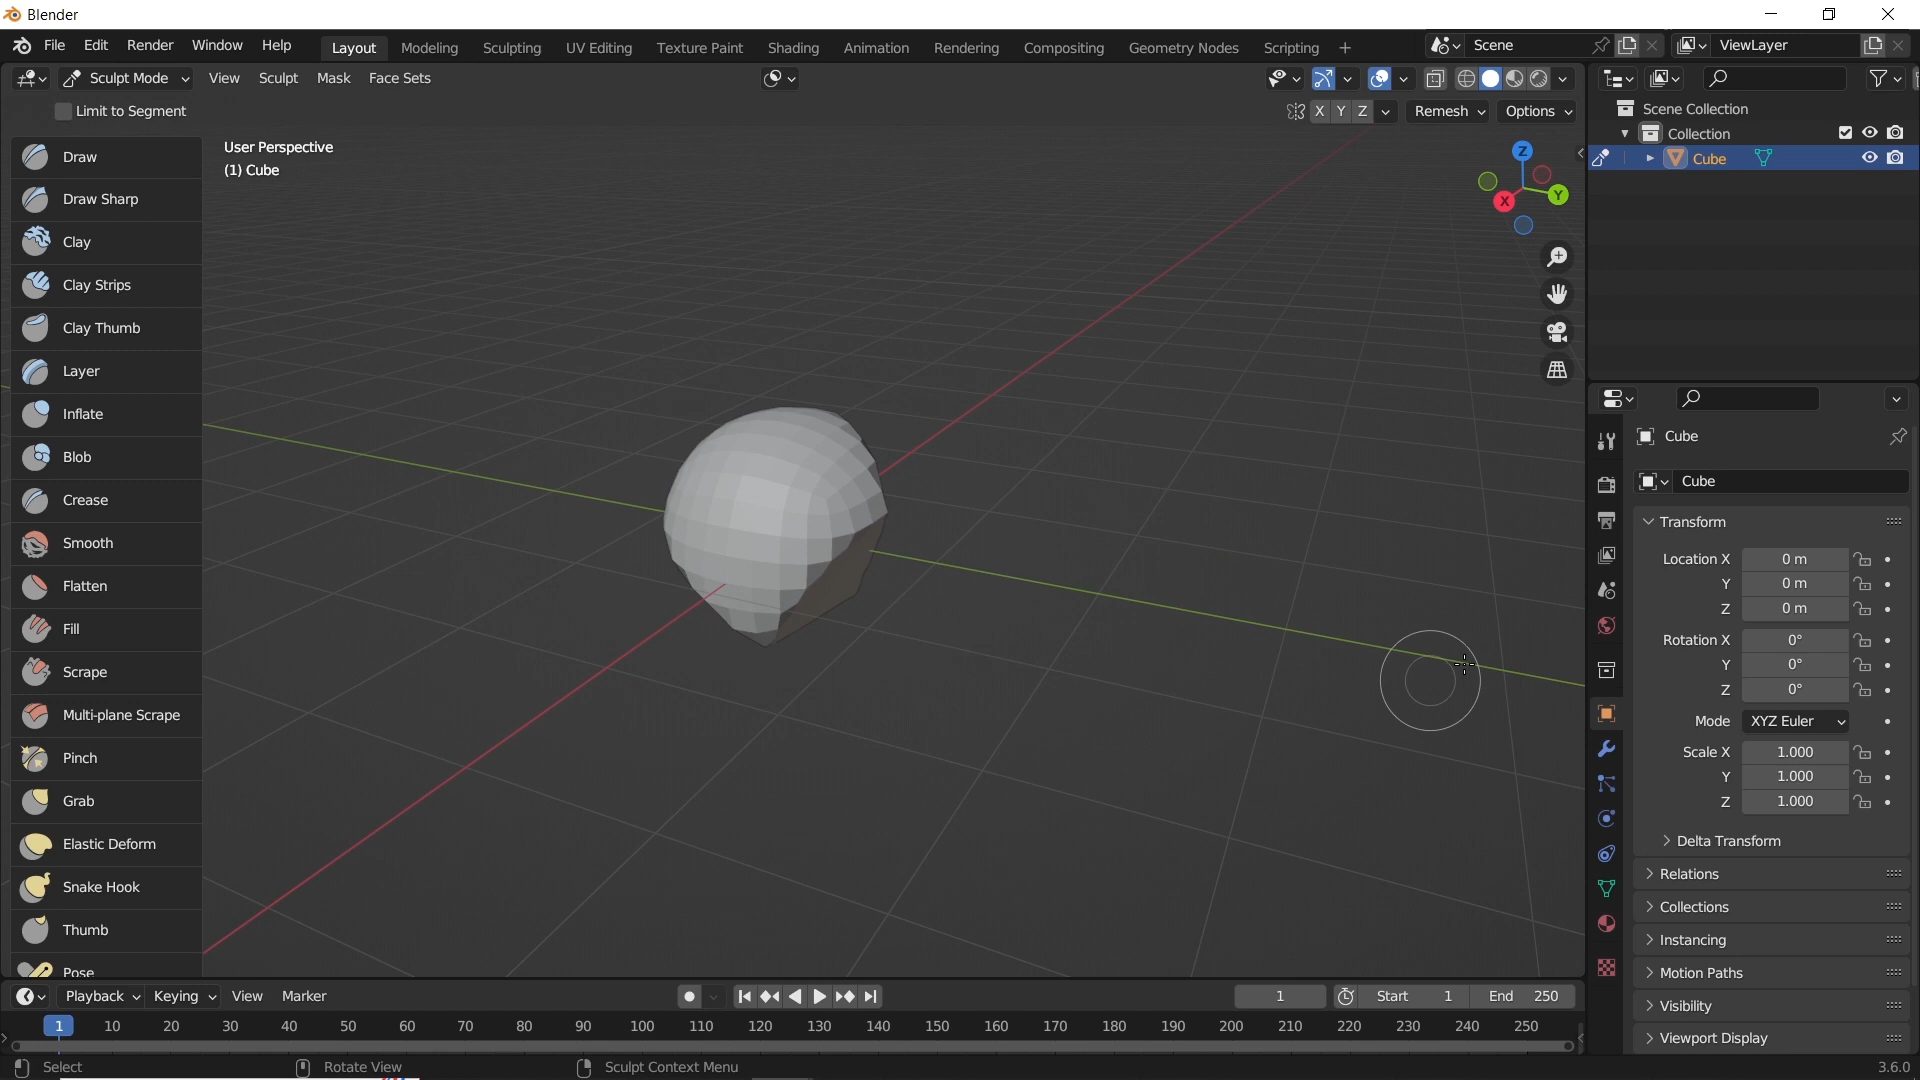 Blender
File Edit Render Window Help Layout Modeling Sculpting UV Editing Texture Paint Shading Animation Rendering Compositing Geometry Nodes Scripting + Scene ViewLayer
Sculpt Mode View Sculpt Mask Face Sets
Limit to Segment X Y Z Remesh Options
User Perspective
(1) Cube
Draw
Draw Sharp
Clay
Clay Strips
Clay Thumb
Layer
Inflate
Blob
Crease
Smooth
Flatten
Fill
Scrape
Multi-plane Scrape
Pinch
Grab
Elastic Deform
Snake Hook
Thumb
Pose
Z
Y
X
Scene Collection
Collection
Cube
Cube
Cube
Transform
Location X 0 m
Y 0 m
Z 0 m
Rotation X 0°
Y 0°
Z 0°
Mode XYZ Euler
Scale X 1.000
Y 1.000
Z 1.000
Delta Transform
Relations
Collections
Instancing
Motion Paths
Visibility
Viewport Display
Playback Keying View Marker 1 Start 1 End 250
1 10 20 30 40 50 60 70 80 90 100 110 120 130 140 150 160 170 180 190 200 210 220 230 240 250
Select Rotate View Sculpt Context Menu 3.6.0